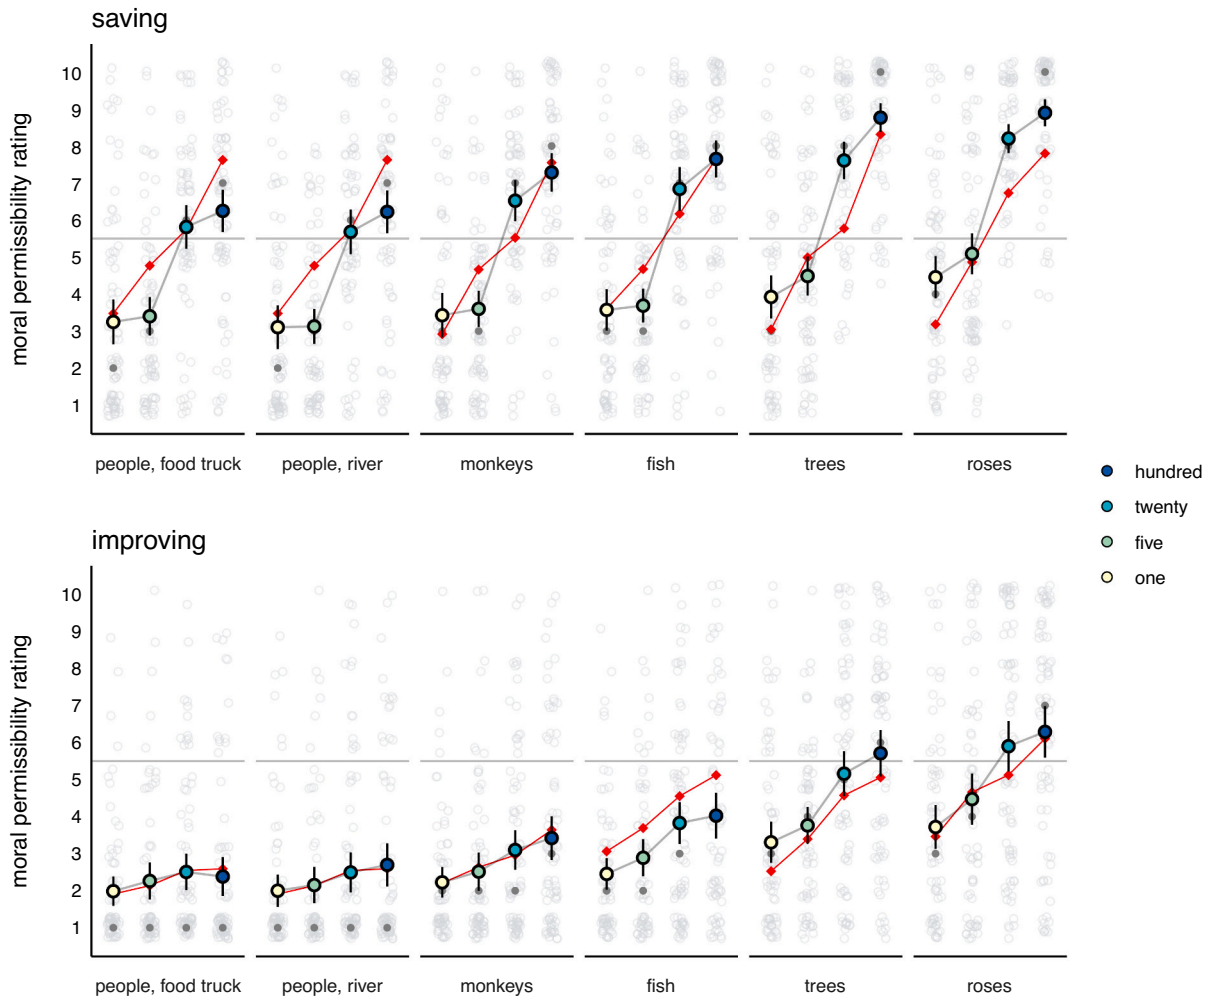 saving
moral permissibility rating
10
9
8
7
6
5
4
3
2
1
people, food truck people, river monkeys fish trees roses
hundred
twenty
five
one
improving
moral permissibility rating
10
9
8
7
6
5
4
3
2
1
people, food truck people, river monkeys fish trees roses